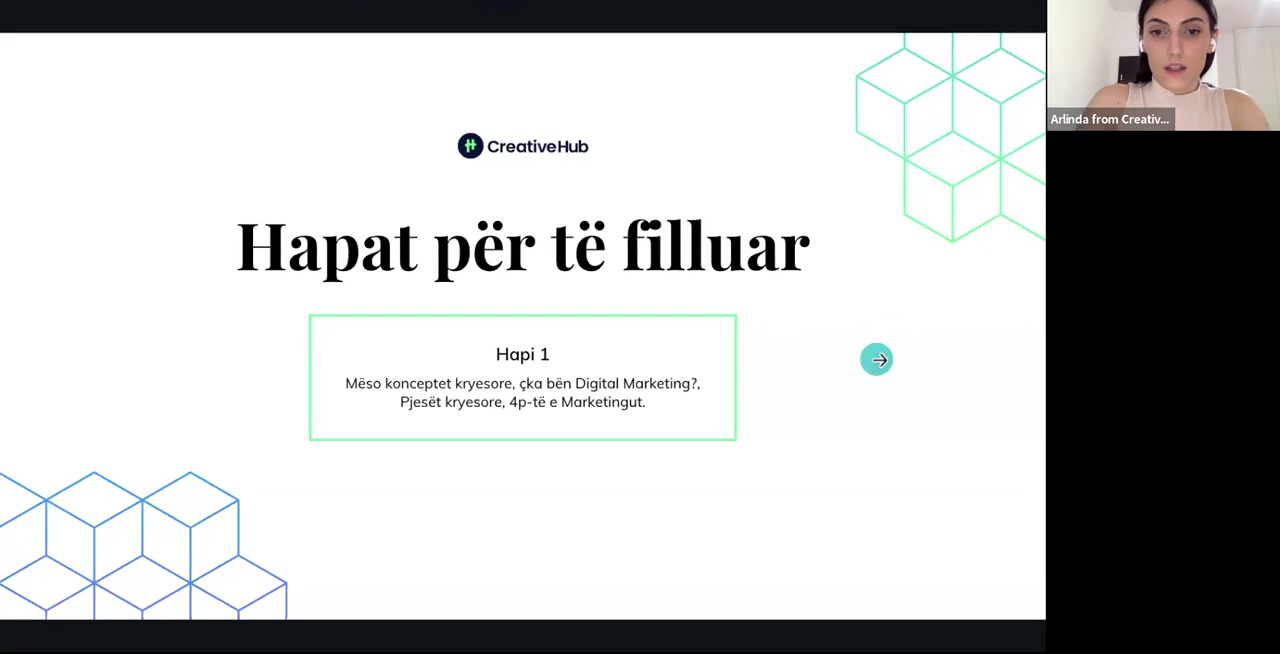 CreativeHub
Hapat për të filluar
Hapi 1
Mëso konceptet kryesore, çka bën Digital Marketing?,
Pjesët kryesore, 4p-të e Marketingut.
Arlinda from Creativ...